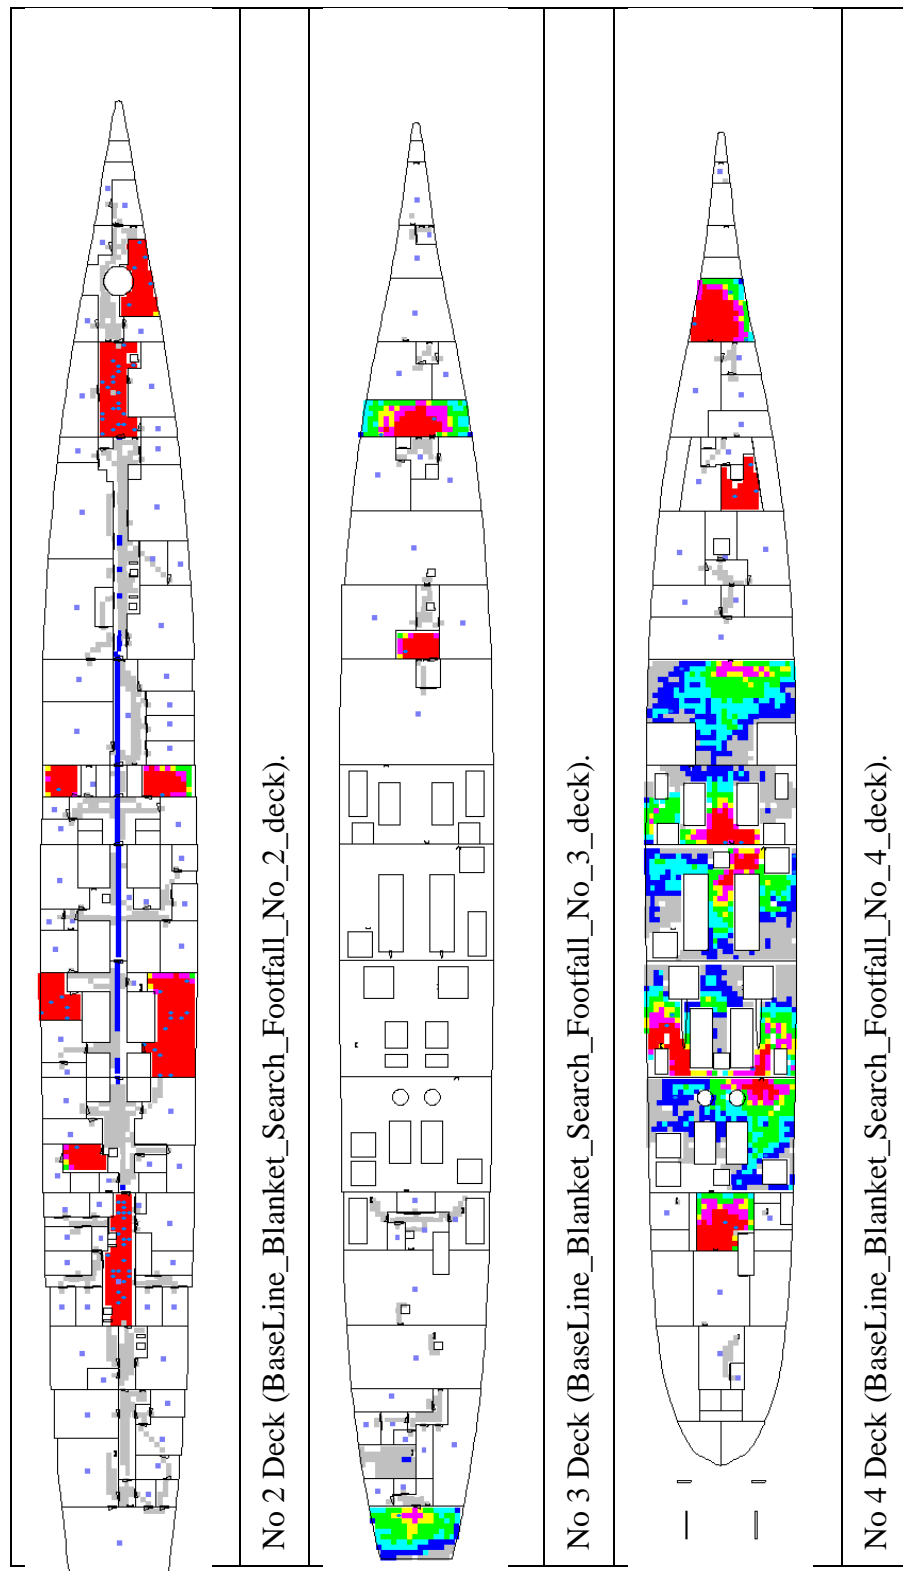 No 2 Deck (BaseLine_Blanket_Search_Footfall_No_2_deck).
No 3 Deck (BaseLine_Blanket_Search_Footfall_No_3_deck).
No 4 Deck (BaseLine_Blanket_Search_Footfall_No_4_deck).